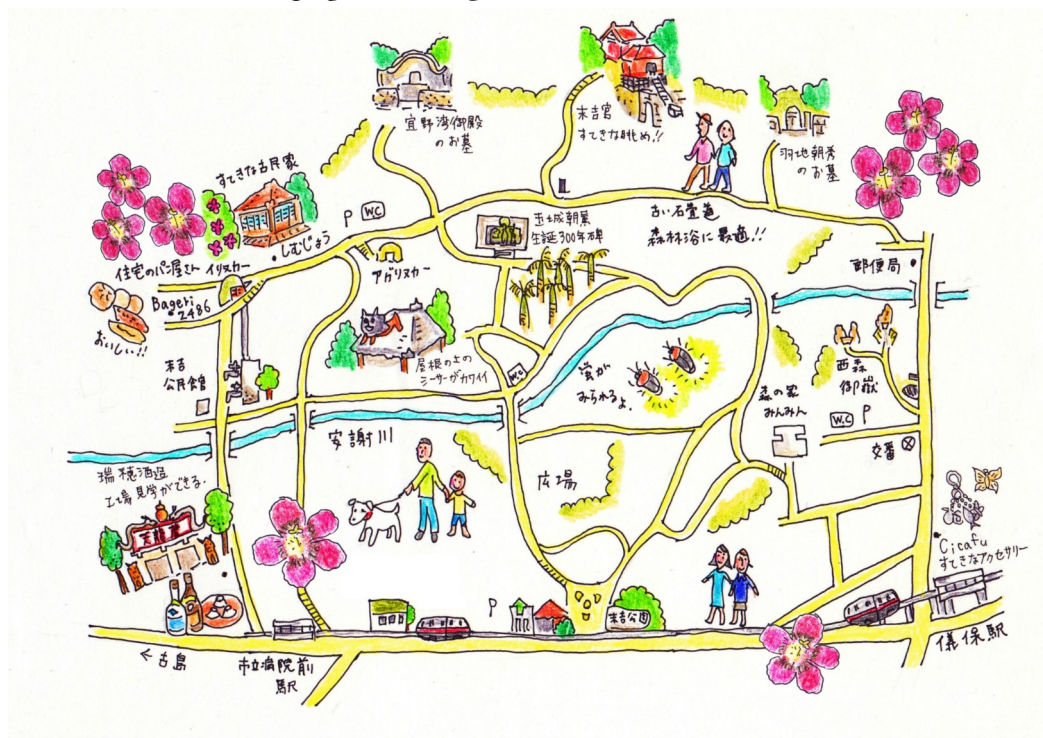 宜野湾御殿
のお墓
末吉宮
すてきな眺め!!
羽地朝秀
のお墓
すてきな古民家
しむじょう
P
WC
玉城朝薫
生誕300年碑
古い石畳道
森林浴に最適!!
住宅のパン屋さん
イリヌカー
アガリヌカー
郵便局
Bageri
2486
おいしい!!
末吉
公民館
屋根の上の
シーサーがカワイイ
W.C
蛍が
みられるよ.
森の家
みんみん
西森
御嶽
W.C
P
交番
安謝川
広場
瑞穂酒造
工場見学ができる.
天龍蔵
Cicafu
すてきなアクセサリー
P
末吉公園
←古島
市立病院前
駅
儀保駅